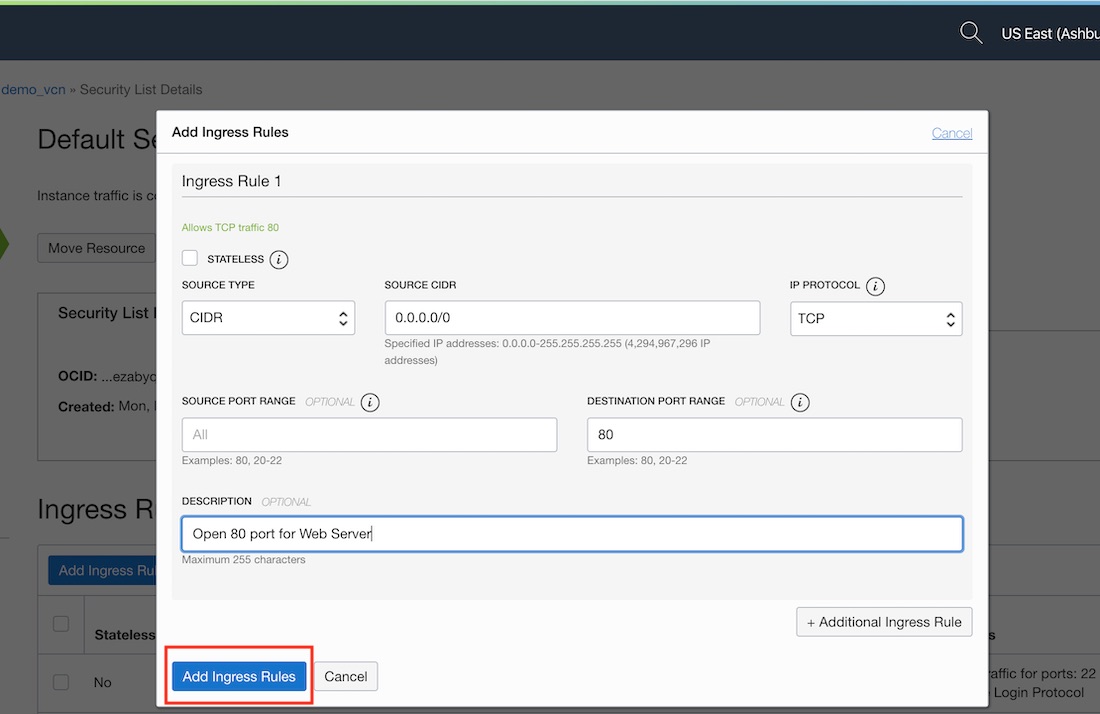 US East (Ashbu
demo_vcn » Security List Details
Default Se
Add Ingress Rules
Cancel
Ingress Rule 1
Instance traffic is co
Allows TCP traffic 80
Move Resource
STATELESS i
SOURCE TYPE
SOURCE CIDR
IP PROTOCOL i
CIDR
0.0.0.0/0
TCP
Specified IP addresses: 0.0.0.0-255.255.255.255 (4,294,967,296 IP
addresses)
Security List I
OCID: ...ezabyc
Created: Mon,
SOURCE PORT RANGE OPTIONAL i
DESTINATION PORT RANGE OPTIONAL i
All
80
Examples: 80, 20-22
Examples: 80, 20-22
Ingress R
DESCRIPTION OPTIONAL
Open 80 port for Web Server
Maximum 255 characters
Add Ingress Rul
+ Additional Ingress Rule
Stateless
s
Add Ingress Rules
Cancel
No
affic for ports: 22
Login Protocol